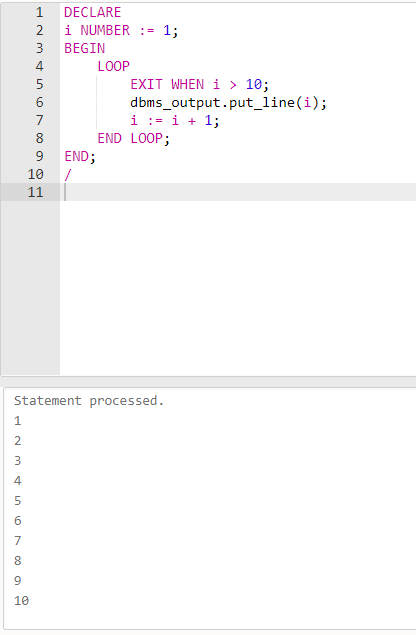 1 DECLARE
2 i NUMBER := 1;
3 BEGIN
4 LOOP
5 EXIT WHEN i > 10;
6 dbms_output.put_line(i);
7 i := i + 1;
8 END LOOP;
9 END;
10 /
11
Statement processed.
1
2
3
4
5
6
7
8
9
10